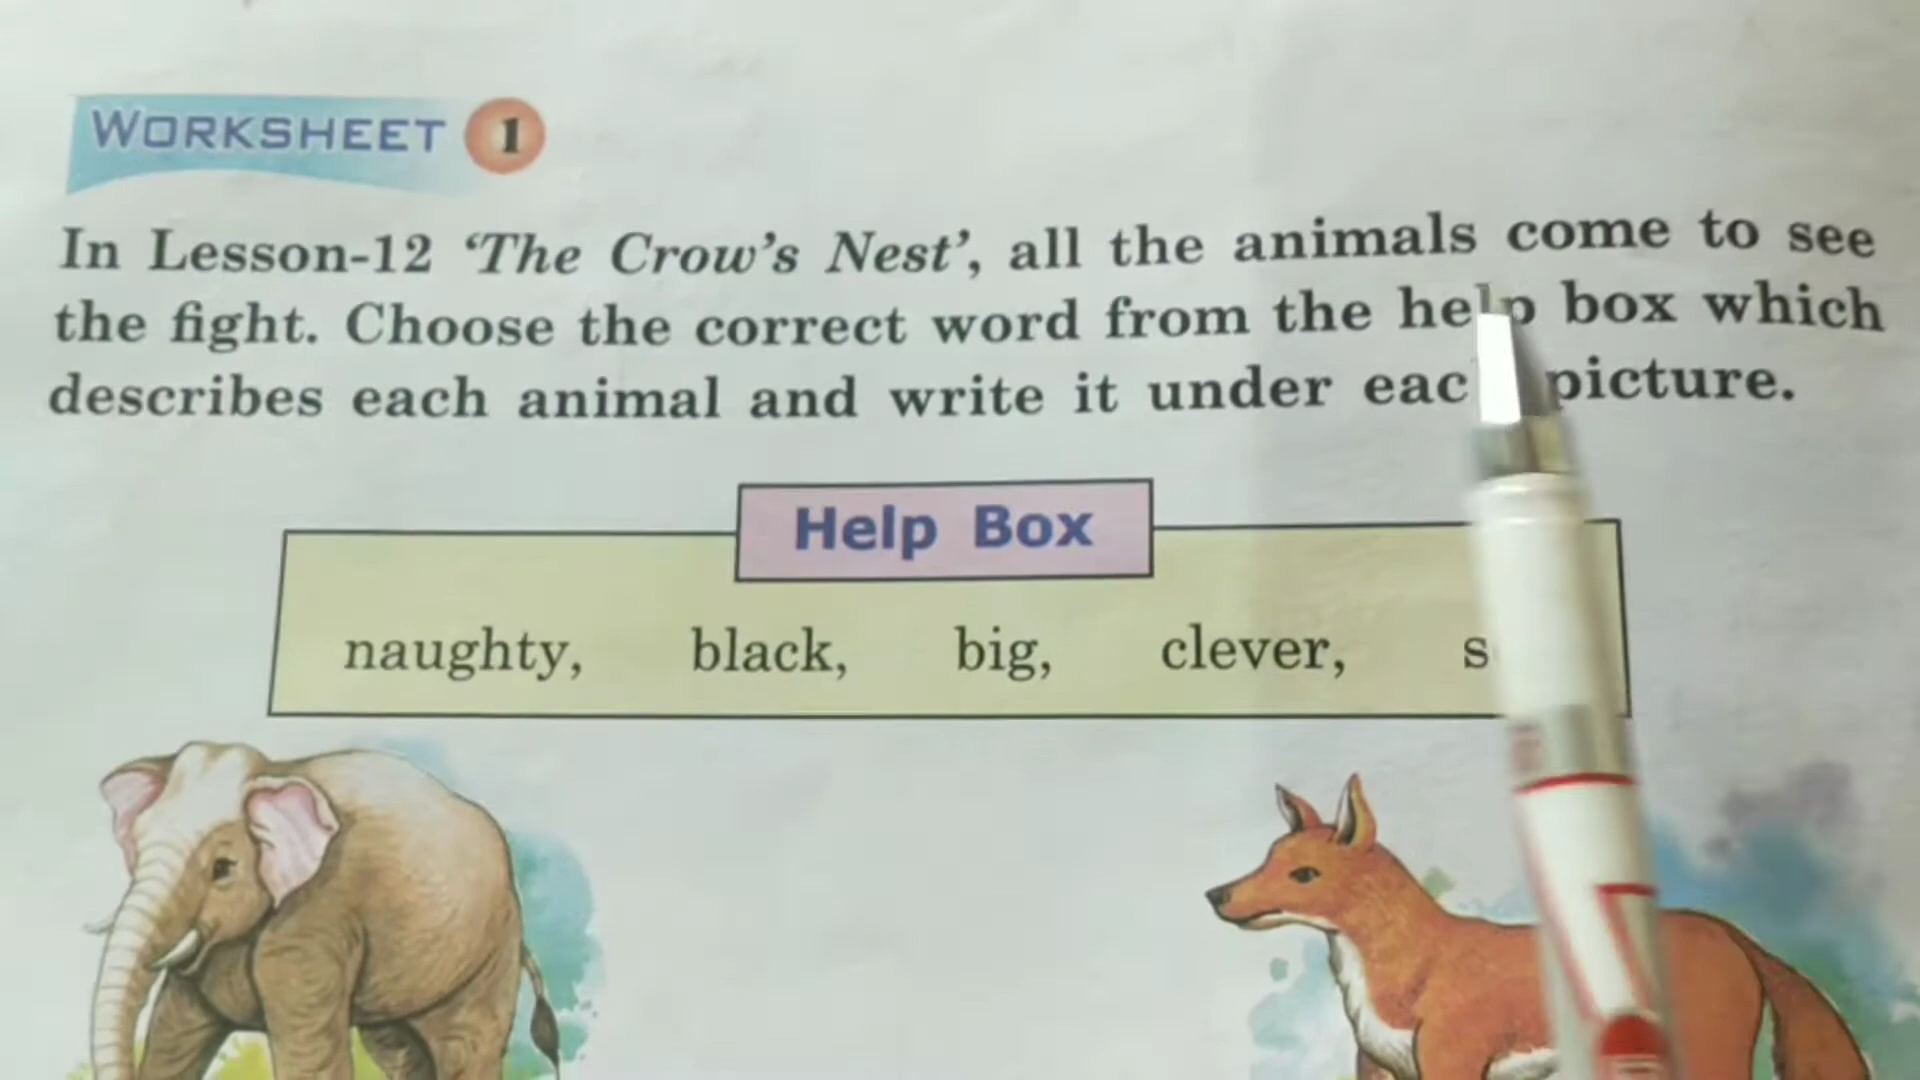 WORKSHEET 1
In Lesson-12 ‘The Crow’s Nest’, all the animals come to see
the fight. Choose the correct word from the help box which
describes each animal and write it under each picture.
Help Box
naughty, black, big, clever,